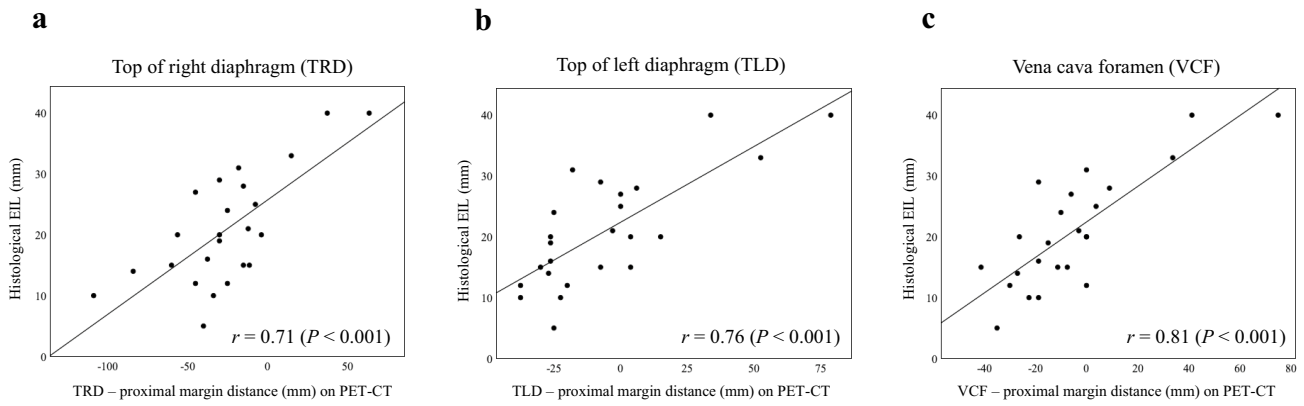 a
Top of right diaphragm (TRD)
Histological EIL (mm)
40
30
20
10
0
-100
-50
0
50
r = 0.71 (P < 0.001)
TRD – proximal margin distance (mm) on PET-CT
b
Top of left diaphragm (TLD)
Histological EIL (mm)
40
30
20
10
0
-25
0
25
50
75
r = 0.76 (P < 0.001)
TLD – proximal margin distance (mm) on PET-CT
c
Vena cava foramen (VCF)
Histological EIL (mm)
40
30
20
10
0
-40
-20
0
20
40
60
80
r = 0.81 (P < 0.001)
VCF – proximal margin distance (mm) on PET-CT